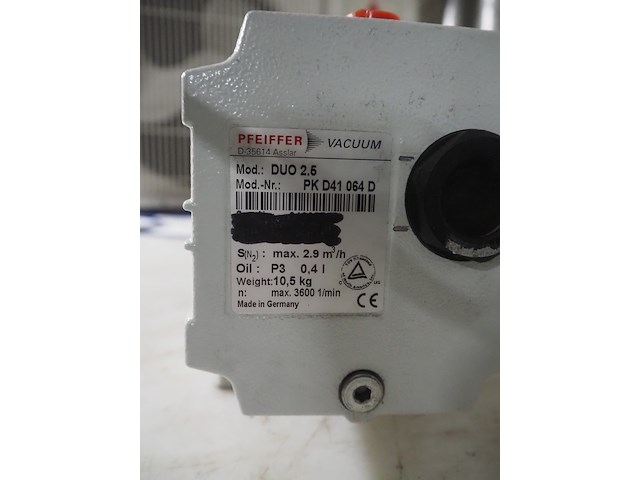 PFEIFFER VACUUM
D-35614 Asslar
Mod.: DUO 2.5
Mod.-Nr.: PK D41 064 D
S(N₂) : max. 2.9 m³/h
Oil : P3 0,4 l
Weight: 10,5 kg
n: max. 3600 1/min
Made in Germany CE